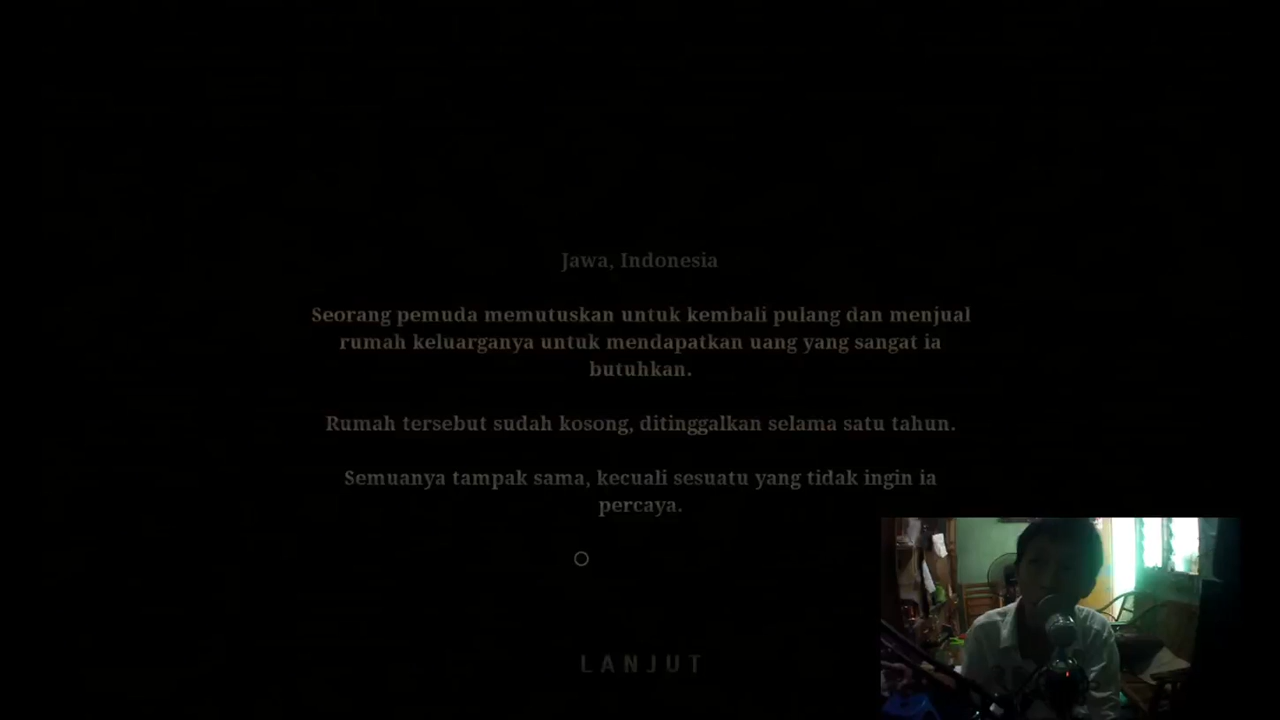 Jawa, Indonesia
Seorang pemuda memutuskan untuk kembali pulang dan menjual
rumah keluarganya untuk mendapatkan uang yang sangat ia
butuhkan.
Rumah tersebut sudah kosong, ditinggalkan selama satu tahun.
Semuanya tampak sama, kecuali sesuatu yang tidak ingin ia
percaya.
LANJUT